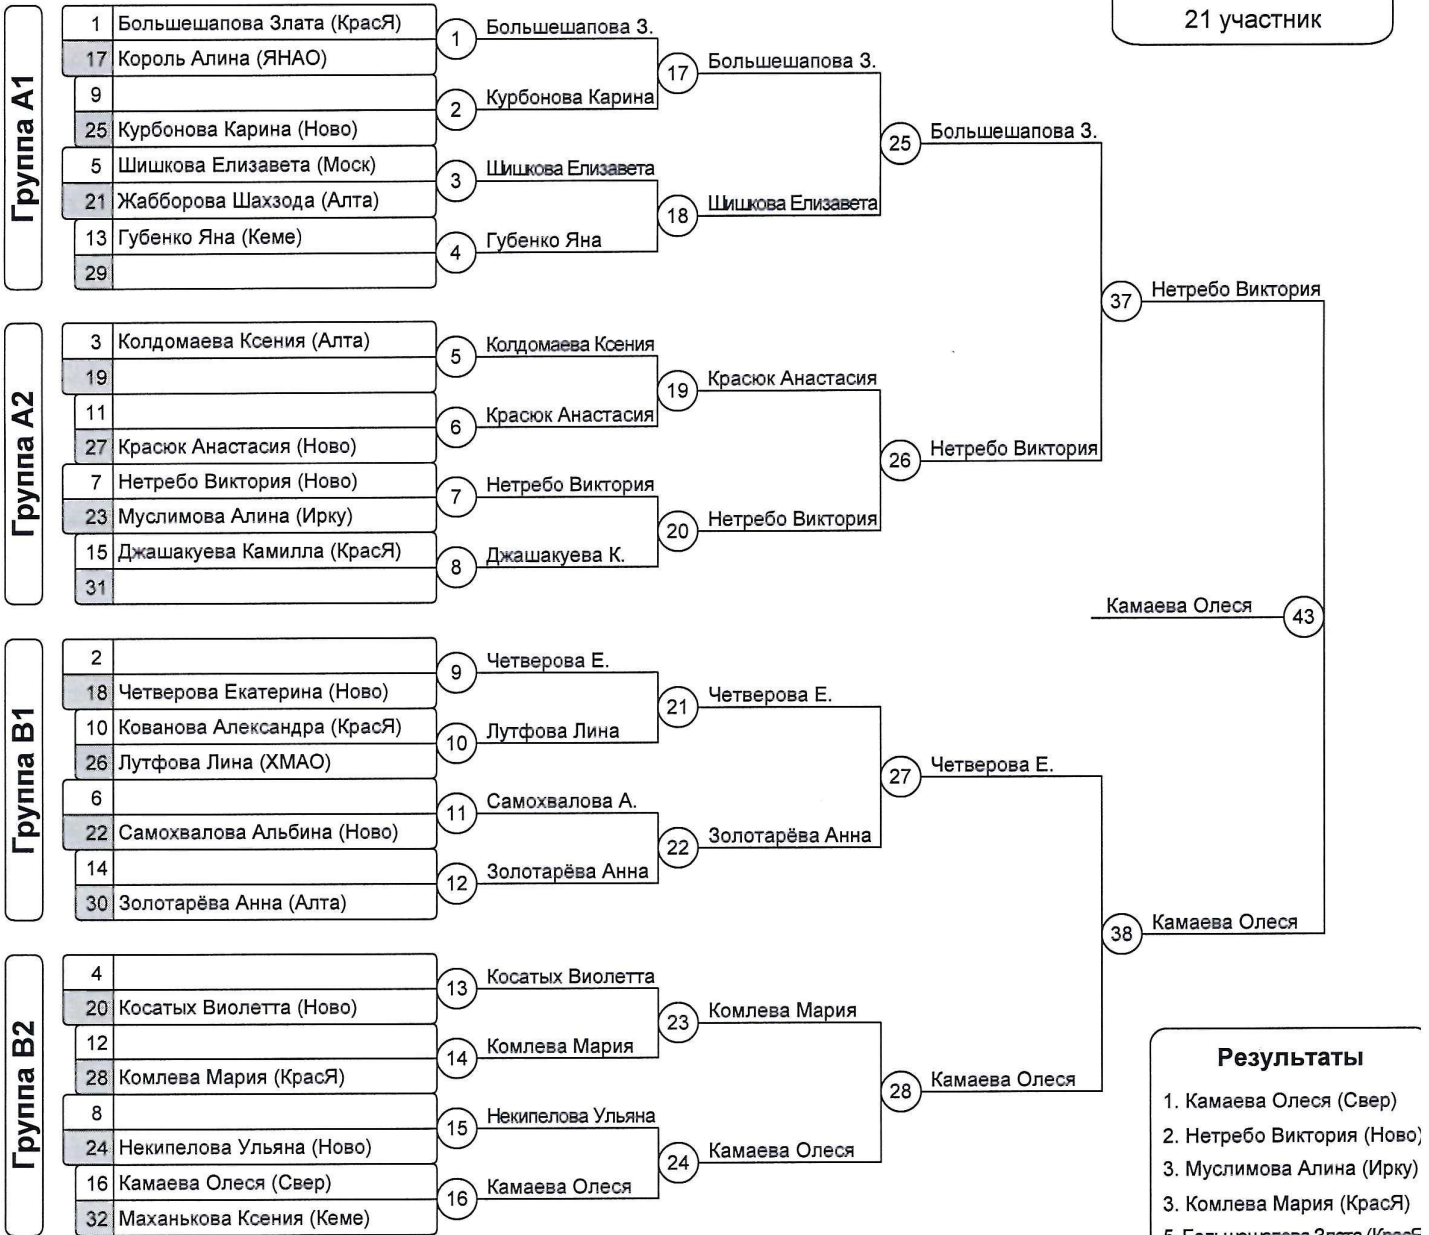 21 участник
Группа A1
1 Большешапова Злата (КрасЯ)
17 Король Алина (ЯНАО)
9
25 Курбонова Карина (Ново)
5 Шишкова Елизавета (Моск)
21 Жабборова Шахзода (Алта)
13 Губенко Яна (Кеме)
29
1 Большешапова З.
2 Курбонова Карина
3 Шишкова Елизавета
4 Губенко Яна
17 Большешапова З.
18 Шишкова Елизавета
25 Большешапова З.
Группа A2
3 Колдомаева Ксения (Алта)
19
11
27 Красюк Анастасия (Ново)
7 Нетребо Виктория (Ново)
23 Муслимова Алина (Ирку)
15 Джашакуева Камилла (КрасЯ)
31
5 Колдомаева Ксения
6 Красюк Анастасия
7 Нетребо Виктория
8 Джашакуева К.
19 Красюк Анастасия
20 Нетребо Виктория
26 Нетребо Виктория
37 Нетребо Виктория
Камаева Олеся 43
Группа B1
2
18 Четверова Екатерина (Ново)
10 Кованова Александра (КрасЯ)
26 Лутфова Лина (ХМАО)
6
22 Самохвалова Альбина (Ново)
14
30 Золотарёва Анна (Алта)
9 Четверова Е.
10 Лутфова Лина
11 Самохвалова А.
12 Золотарёва Анна
21 Четверова Е.
22 Золотарёва Анна
27 Четверова Е.
38 Камаева Олеся
Группа B2
4
20 Косатых Виолетта (Ново)
12
28 Комлева Мария (КрасЯ)
8
24 Некипелова Ульяна (Ново)
16 Камаева Олеся (Свер)
32 Маханькова Ксения (Кеме)
13 Косатых Виолетта
14 Комлева Мария
15 Некипелова Ульяна
16 Камаева Олеся
23 Комлева Мария
24 Камаева Олеся
28 Камаева Олеся
Результаты
1. Камаева Олеся (Свер)
2. Нетребо Виктория (Ново)
3. Муслимова Алина (Ирку)
3. Комлева Мария (КрасЯ)
5. Большешапова Злата (КрасЯ